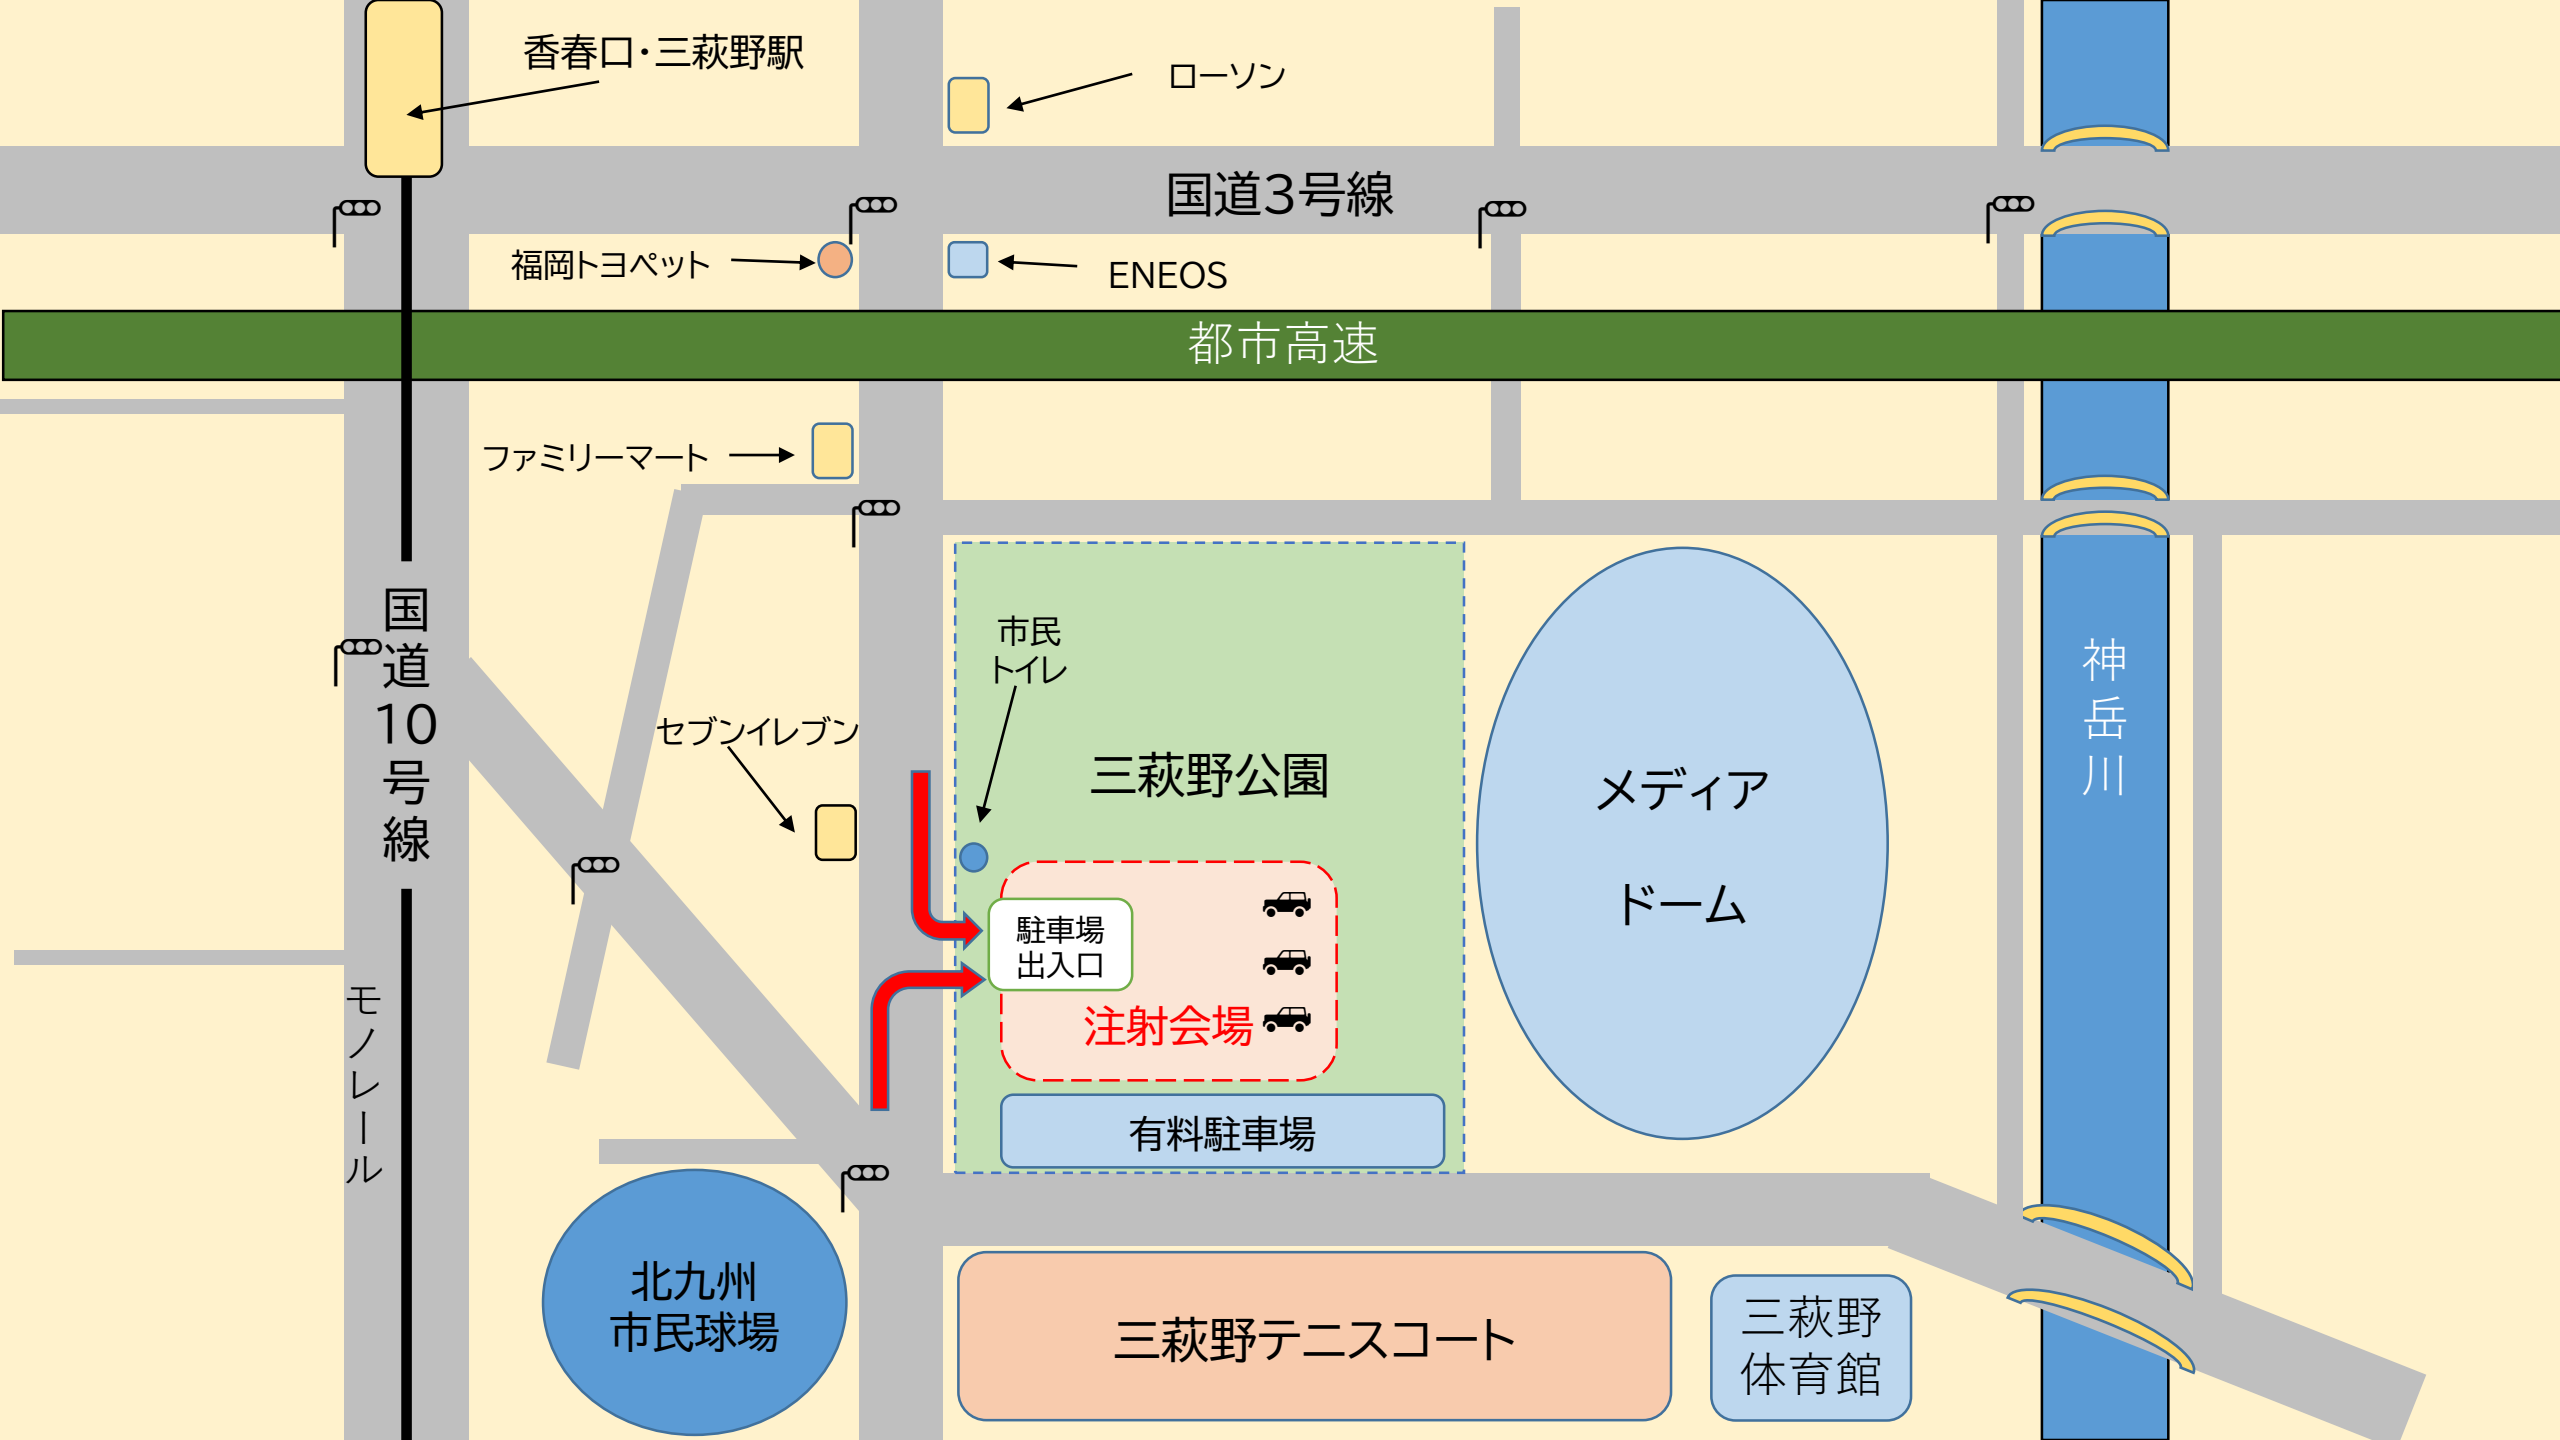 香春口・三萩野駅
ローソン
国道3号線
福岡トヨペット
ENEOS
都市高速
ファミリーマート
国道10号線
市民
トイレ
神岳川
セブンイレブン
三萩野公園
メディア
ドーム
駐車場
出入口
モノレール
注射会場
有料駐車場
北九州
市民球場
三萩野テニスコート
三萩野
体育館